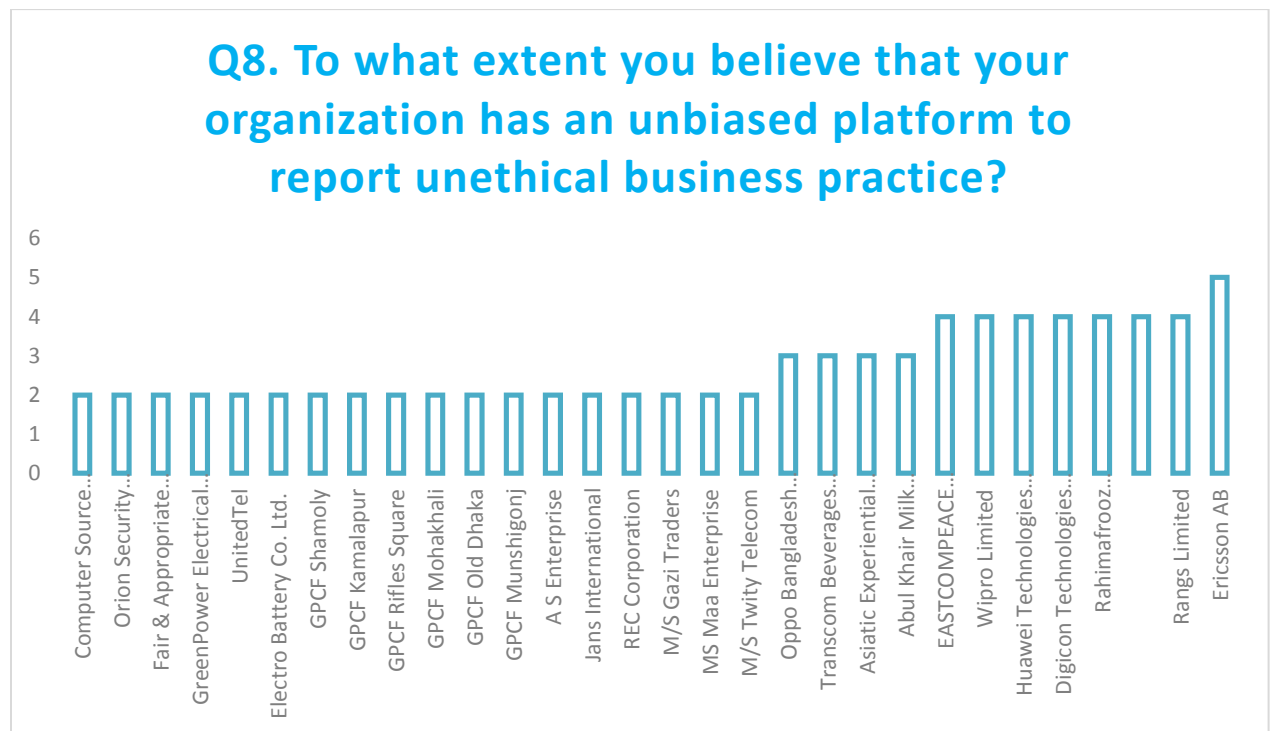 Q8. To what extent you believe that your
organization has an unbiased platform to
report unethical business practice?
6
5
4
3
2
1
0
Computer Source…
Orion Security…
Fair & Appropriate…
GreenPower Electrical…
UnitedTel
Electro Battery Co. Ltd.
GPCF Shamoly
GPCF Kamalapur
GPCF Rifles Square
GPCF Mohakhali
GPCF Old Dhaka
GPCF Munshigonj
A S Enterprise
Jans International
REC Corporation
M/S Gazi Traders
MS Maa Enterprise
M/S Twity Telecom
Oppo Bangladesh…
Transcom Beverages…
Asiatic Experiential…
Abul Khair Milk…
EASTCOMPEACE…
Wipro Limited
Huawei Technologies…
Digicon Technologies…
Rahimafrooz…
Rangs Limited
Ericsson AB